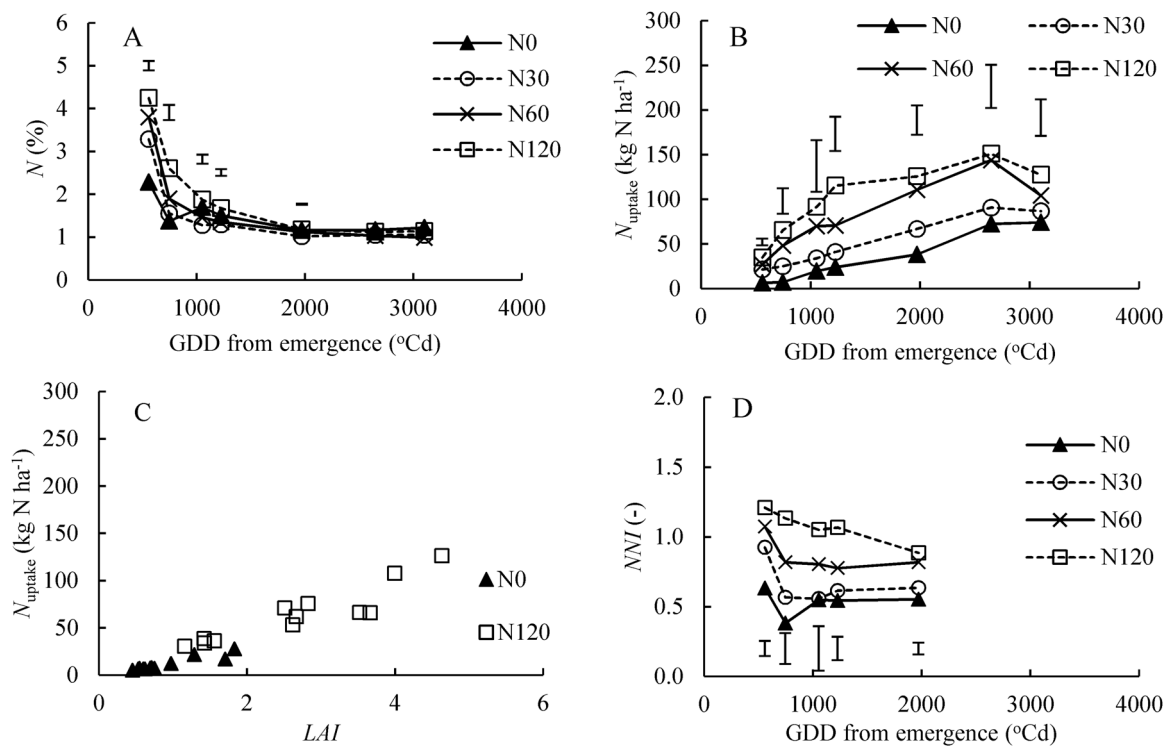 A
N0
N30
N60
N120
N (%)
6
5
4
3
2
1
0
0 1000 2000 3000 4000
GDD from emergence (°Cd)
B
N0 N30
N60 N120
N_uptake (kg N ha⁻¹)
300
250
200
150
100
50
0
0 1000 2000 3000 4000
GDD from emergence (°Cd)
C
N0
N120
N_uptake (kg N ha⁻¹)
300
250
200
150
100
50
0
0 2 4 6
LAI
D
N0
N30
N60
N120
NNI (-)
2.0
1.5
1.0
0.5
0.0
0 1000 2000 3000 4000
GDD from emergence (°Cd)